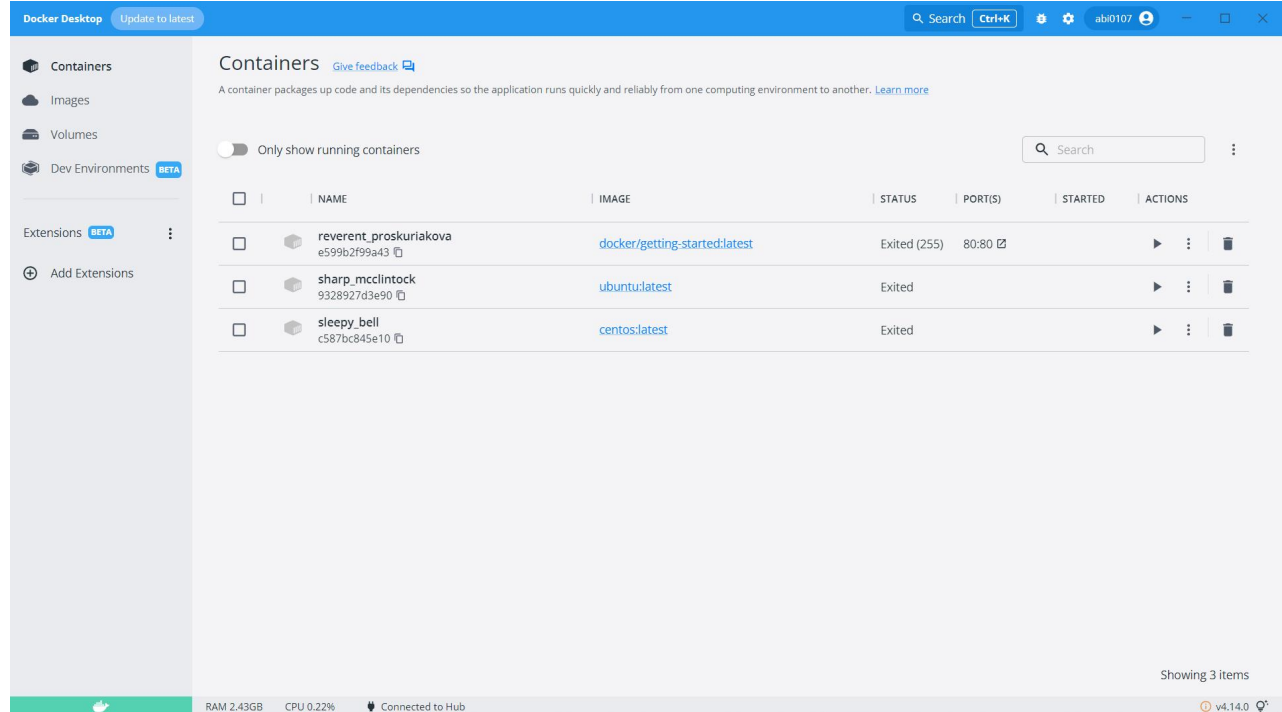 Docker Desktop Update to latest Search Ctrl+K abi0107
Containers
Images
Volumes
Dev Environments BETA
Extensions BETA
Add Extensions
Containers Give feedback
A container packages up code and its dependencies so the application runs quickly and reliably from one computing environment to another. Learn more
Only show running containers Search
NAME IMAGE STATUS PORT(S) STARTED ACTIONS
reverent_proskuriakova docker/getting-started:latest Exited (255) 80:80
e599b2f99a43
sharp_mcclintock ubuntu:latest Exited
9328927d3e90
sleepy_bell centos:latest Exited
c587bc845e10
Showing 3 items
RAM 2.43GB CPU 0.22% Connected to Hub v4.14.0